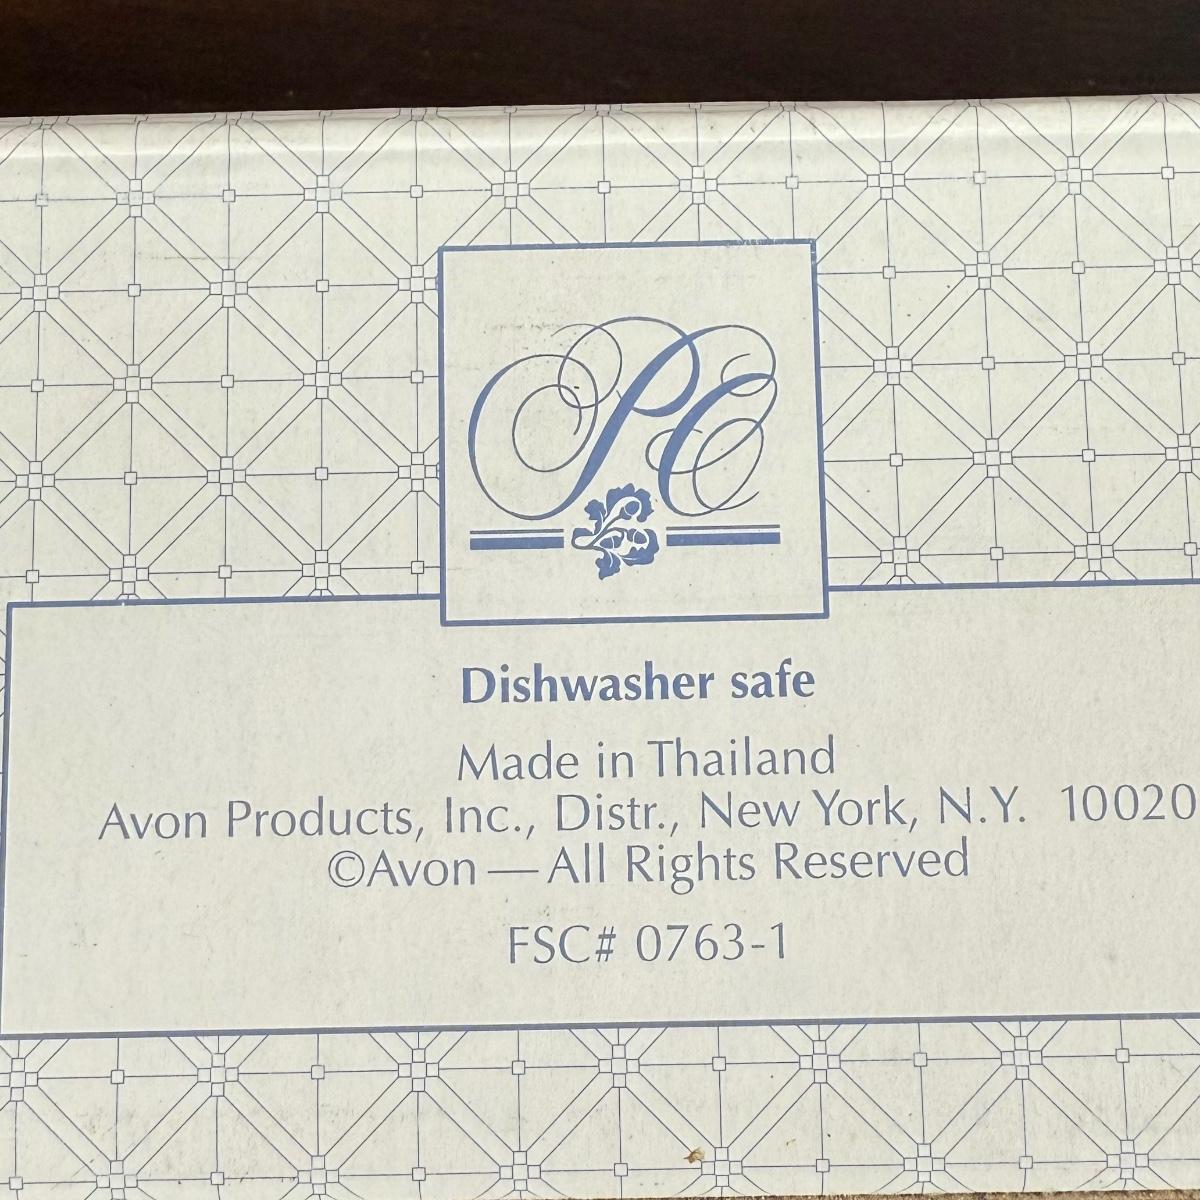 PC
Dishwasher safe
Made in Thailand
Avon Products, Inc., Distr., New York, N.Y. 10020
©Avon — All Rights Reserved
FSC# 0763-1